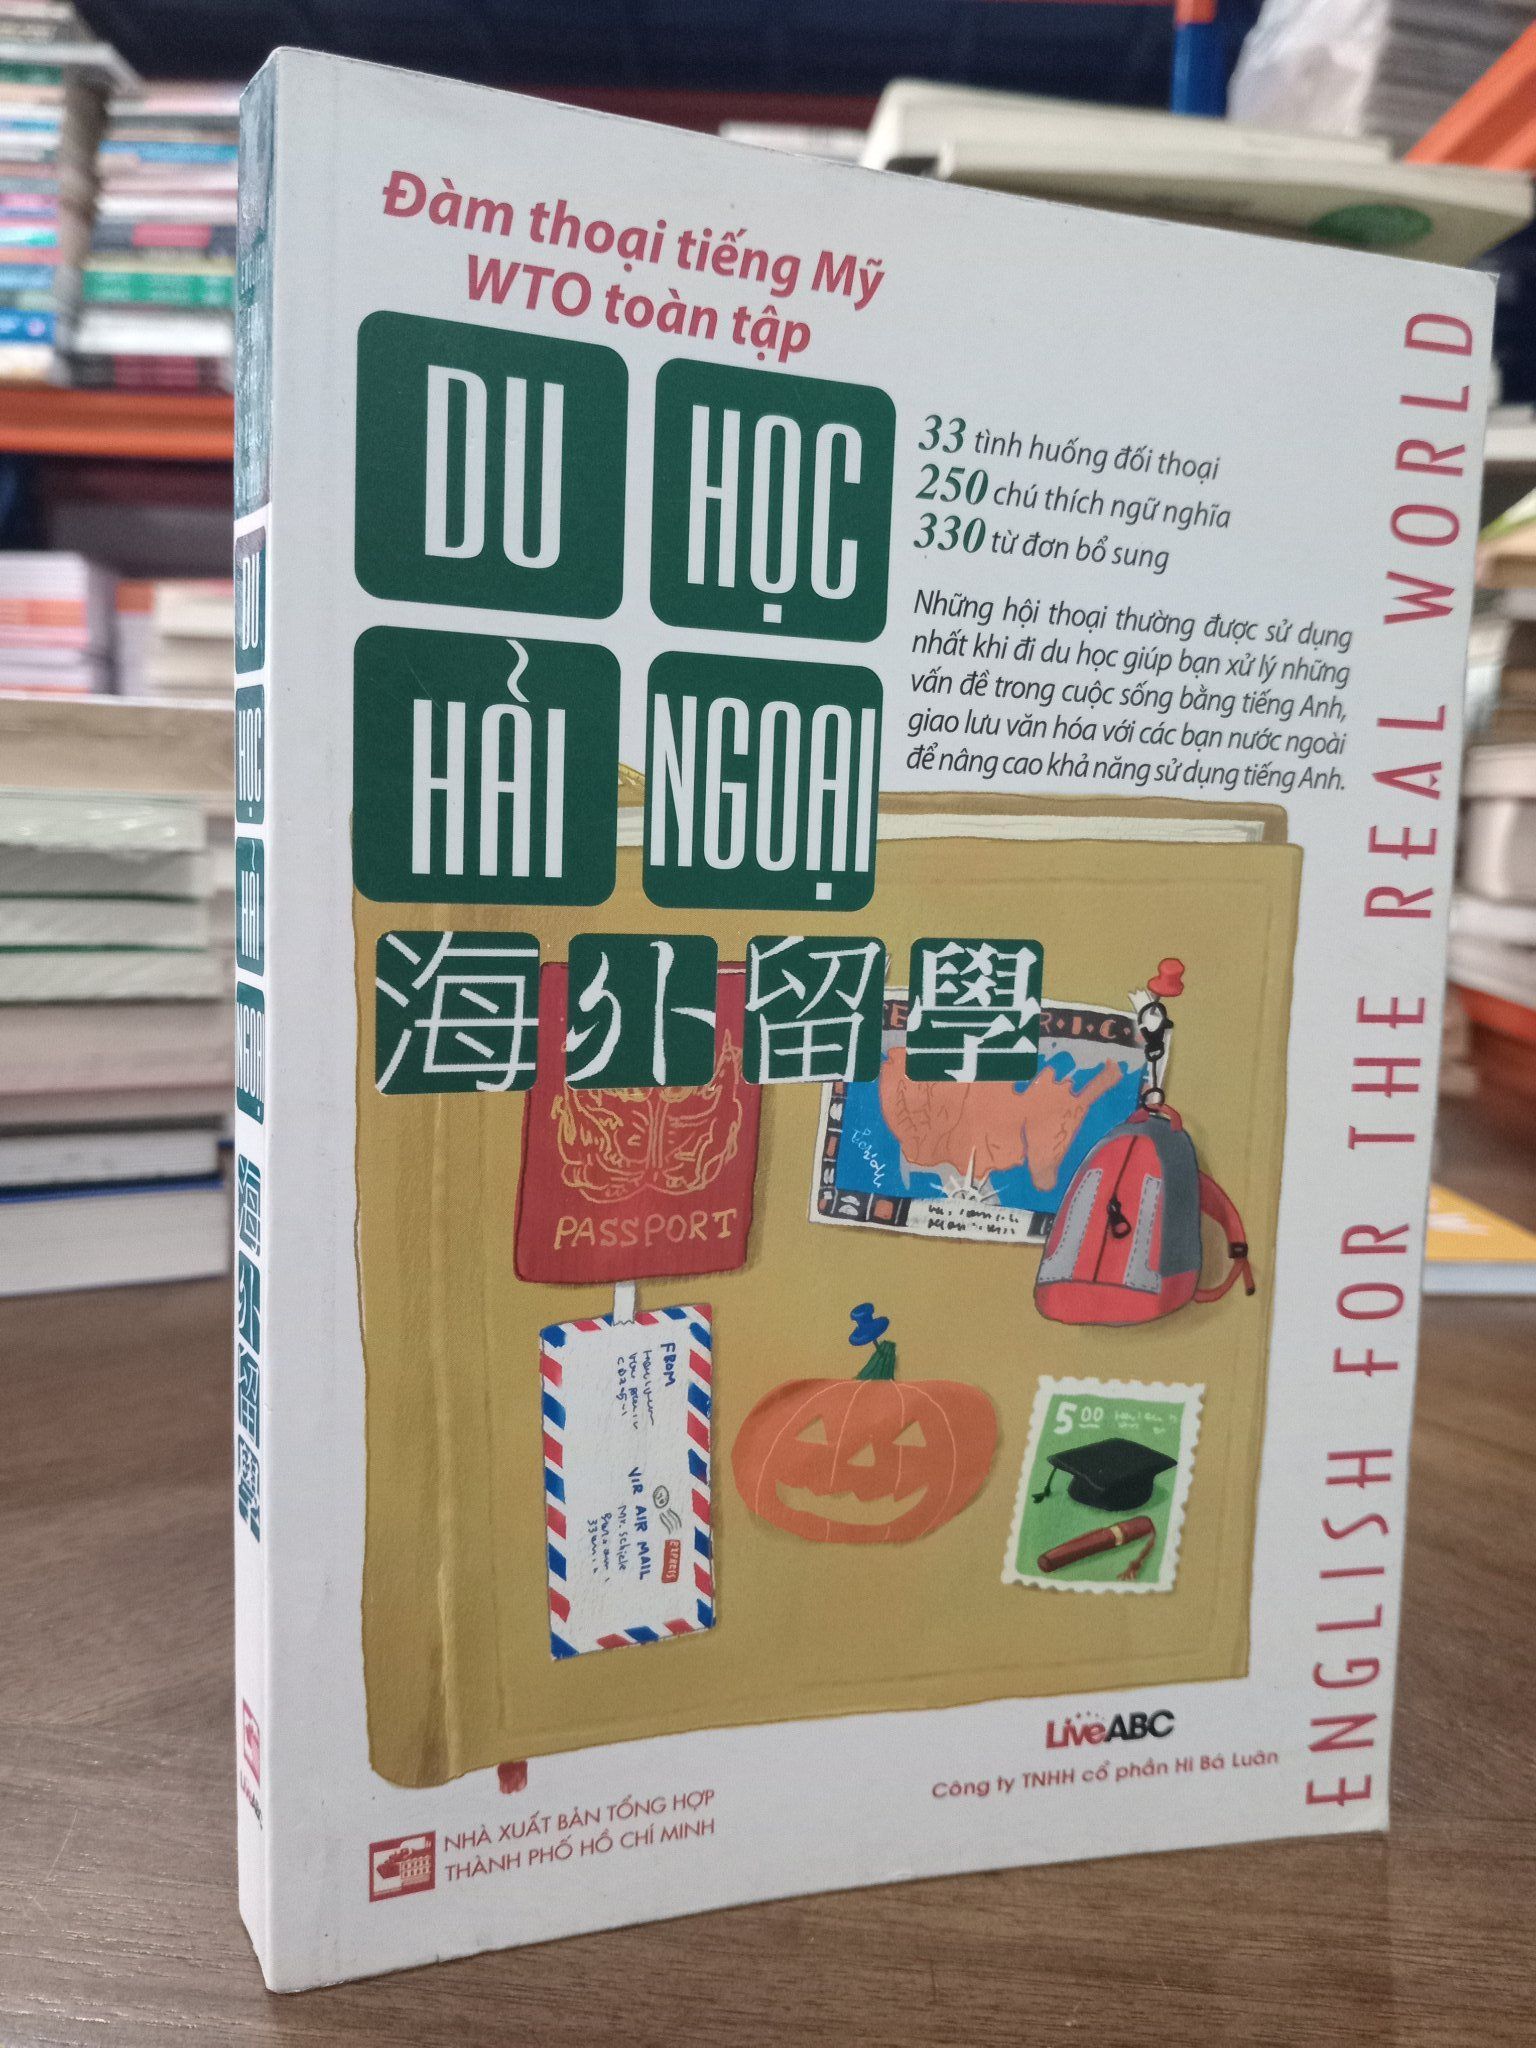 Đàm thoại tiếng Mỹ
WTO toàn tập
DU HỌC
HẢI NGOẠI
海外留學
33 tình huống đối thoại
250 chú thích ngữ nghĩa
330 từ đơn bổ sung
Những hội thoại thường được sử dụng
nhất khi đi du học giúp bạn xử lý những
vấn đề trong cuộc sống bằng tiếng Anh,
giao lưu văn hóa với các bạn nước ngoài
để nâng cao khả năng sử dụng tiếng Anh.
ENGLISH FOR THE REAL WORLD
PASSPORT
FROM
VIR AIR MAIL
EXPRESS
5 00
LiveABC
Công ty TNHH cổ phần Hi Bá Luân
NHÀ XUẤT BẢN TỔNG HỢP
THÀNH PHỐ HỒ CHÍ MINH
DU HỌC HẢI NGOẠI 海外留學
LiveABC